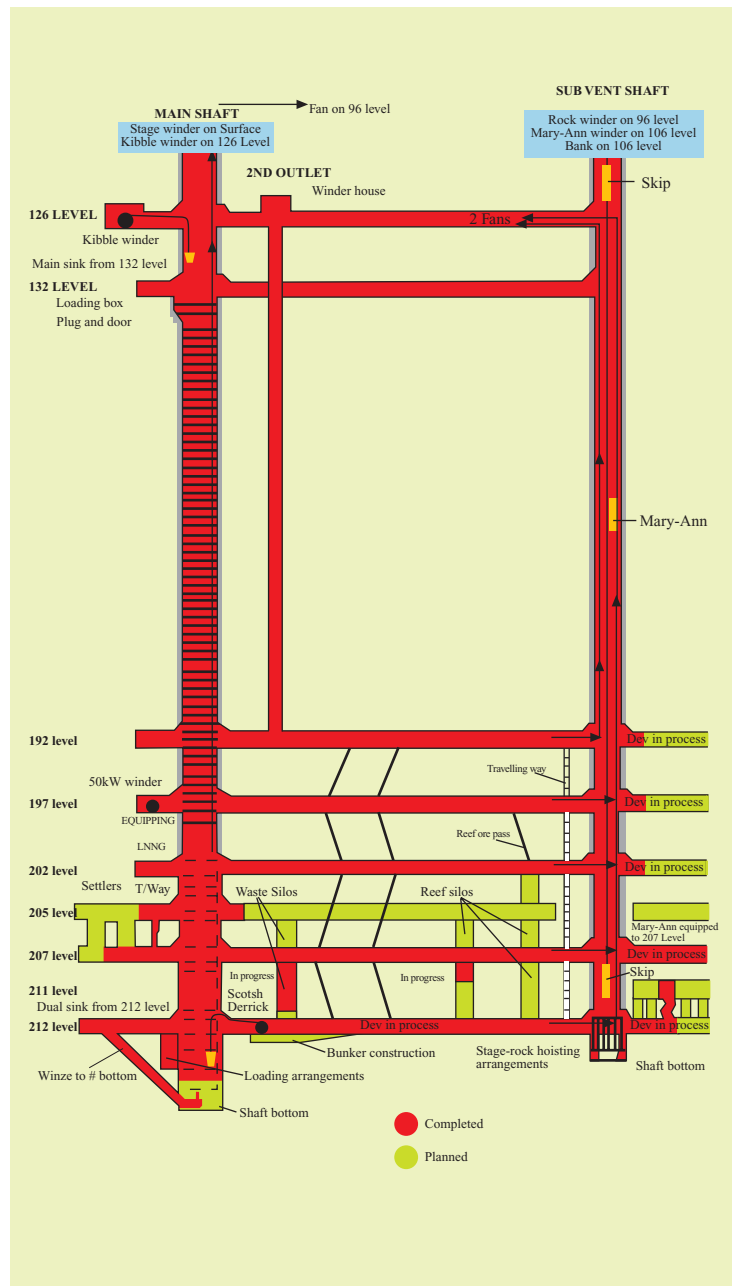 SUB VENT SHAFT
Fan on 96 level
MAIN SHAFT
Stage winder on Surface
Kibble winder on 126 Level
Rock winder on 96 level
Mary-Ann winder on 106 level
Bank on 106 level
2ND OUTLET
Winder house
Skip
126 LEVEL
2 Fans
Kibble winder
Main sink from 132 level
132 LEVEL
Loading box
Plug and door
Mary-Ann
192 level
Dev in process
Travelling way
50kW winder
197 level
Dev in process
EQUIPPING
Reef ore pass
LNNG
202 level
Dev in process
Settlers
T/Way
Waste Silos
Reef silos
205 level
Mary-Ann equipped
to 207 Level
207 level
Dev in process
In progress
In progress
Skip
211 level
Scotsh
Derrick
Dual sink from 212 level
212 level
Dev in process
Dev in process
Bunker construction
Stage-rock hoisting
arrangements
Shaft bottom
Winze to # bottom
Loading arrangements
Shaft bottom
Completed
Planned